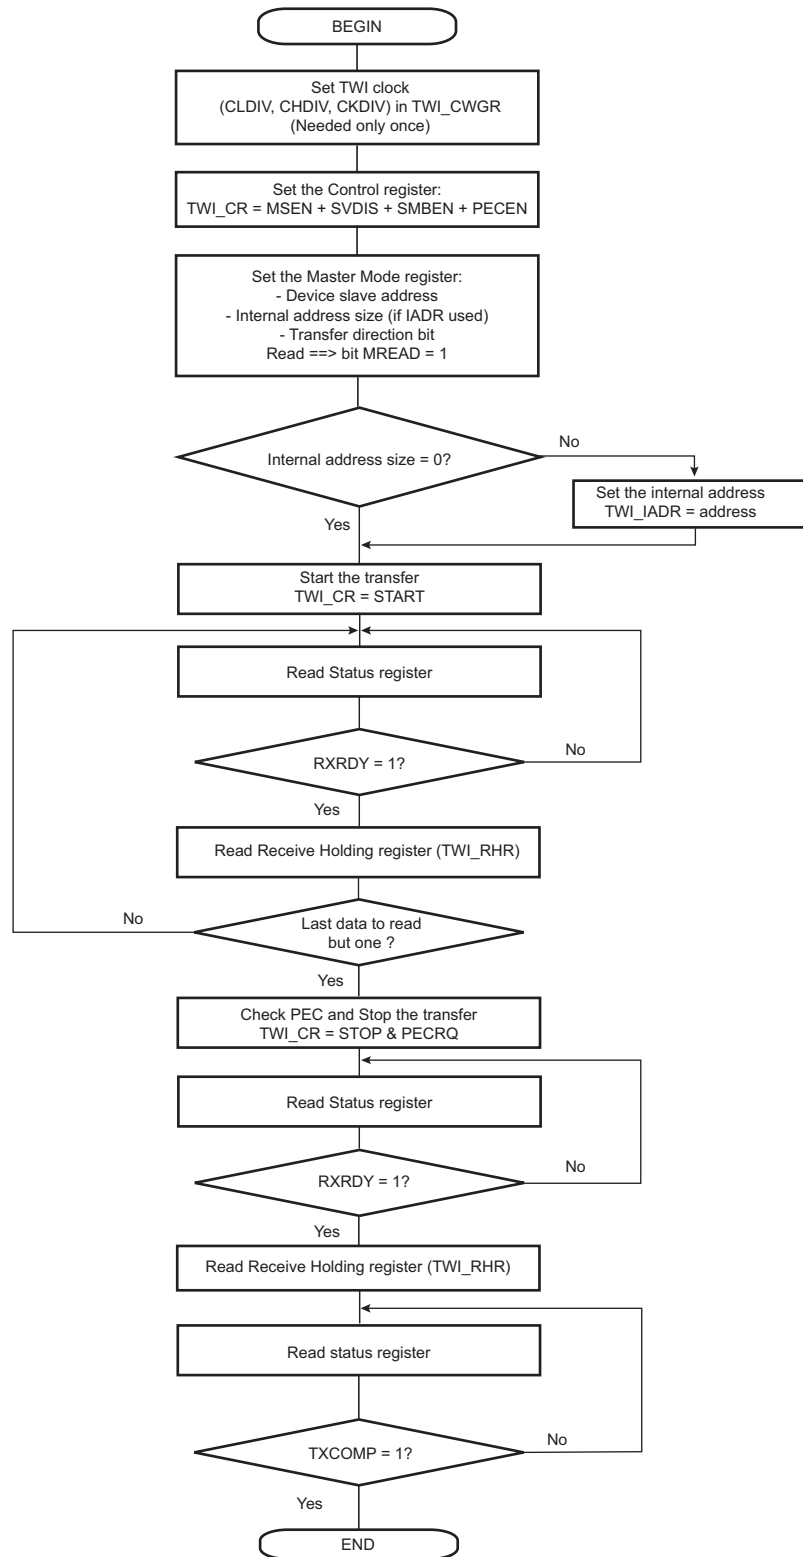 BEGIN
Set TWI clock
(CLDIV, CHDIV, CKDIV) in TWI_CWGR
(Needed only once)
Set the Control register:
TWI_CR = MSEN + SVDIS + SMBEN + PECEN
Set the Master Mode register:
- Device slave address
- Internal address size (if IADR used)
- Transfer direction bit
Read ==> bit MREAD = 1
Internal address size = 0?
No
Set the internal address
TWI_IADR = address
Yes
Start the transfer
TWI_CR = START
Read Status register
RXRDY = 1?
No
Yes
Read Receive Holding register (TWI_RHR)
Last data to read
but one ?
No
Yes
Check PEC and Stop the transfer
TWI_CR = STOP & PECRQ
Read Status register
RXRDY = 1?
No
Yes
Read Receive Holding register (TWI_RHR)
Read status register
TXCOMP = 1?
No
Yes
END